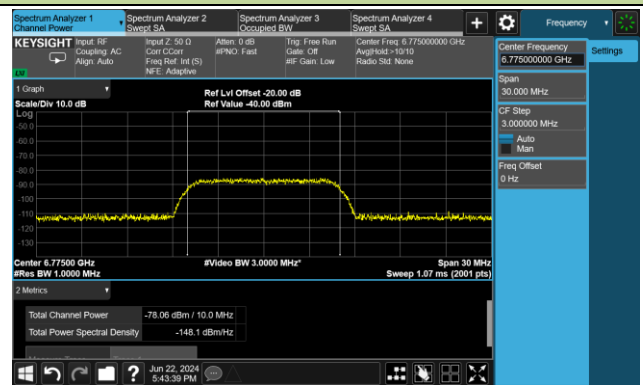 Spectrum Analyzer 1
Channel Power
Spectrum Analyzer 2
Swept SA
Spectrum Analyzer 3
Occupied BW
Spectrum Analyzer 4
Swept SA
Frequency
KEYSIGHT
Input: RF
Coupling: AC
Align: Auto
Input Z: 50 Ω
Corr CCorr
Freq Ref: Int (S)
NFE: Adaptive
Atten: 0 dB
#PNO: Fast
Trig: Free Run
Gate: Off
#IF Gain: Low
Center Freq: 6.775000000 GHz
Avg|Hold:>10/10
Radio Std: None
Center Frequency
6.775000000 GHz
Settings
Span
30.000 MHz
CF Step
3.000000 MHz
Auto
Man
Freq Offset
0 Hz
1 Graph
Scale/Div 10.0 dB
Ref Lvl Offset -20.00 dB
Ref Value -40.00 dBm
Log
-50.0
-60.0
-70.0
-80.0
-90.0
-100
-110
-120
-130
Center 6.77500 GHz
#Res BW 1.0000 MHz
#Video BW 3.0000 MHz*
Span 30 MHz
Sweep 1.07 ms (2001 pts)
2 Metrics
Total Channel Power
-78.06 dBm / 10.0 MHz
Total Power Spectral Density
-148.1 dBm/Hz
Jun 22, 2024
5:43:39 PM